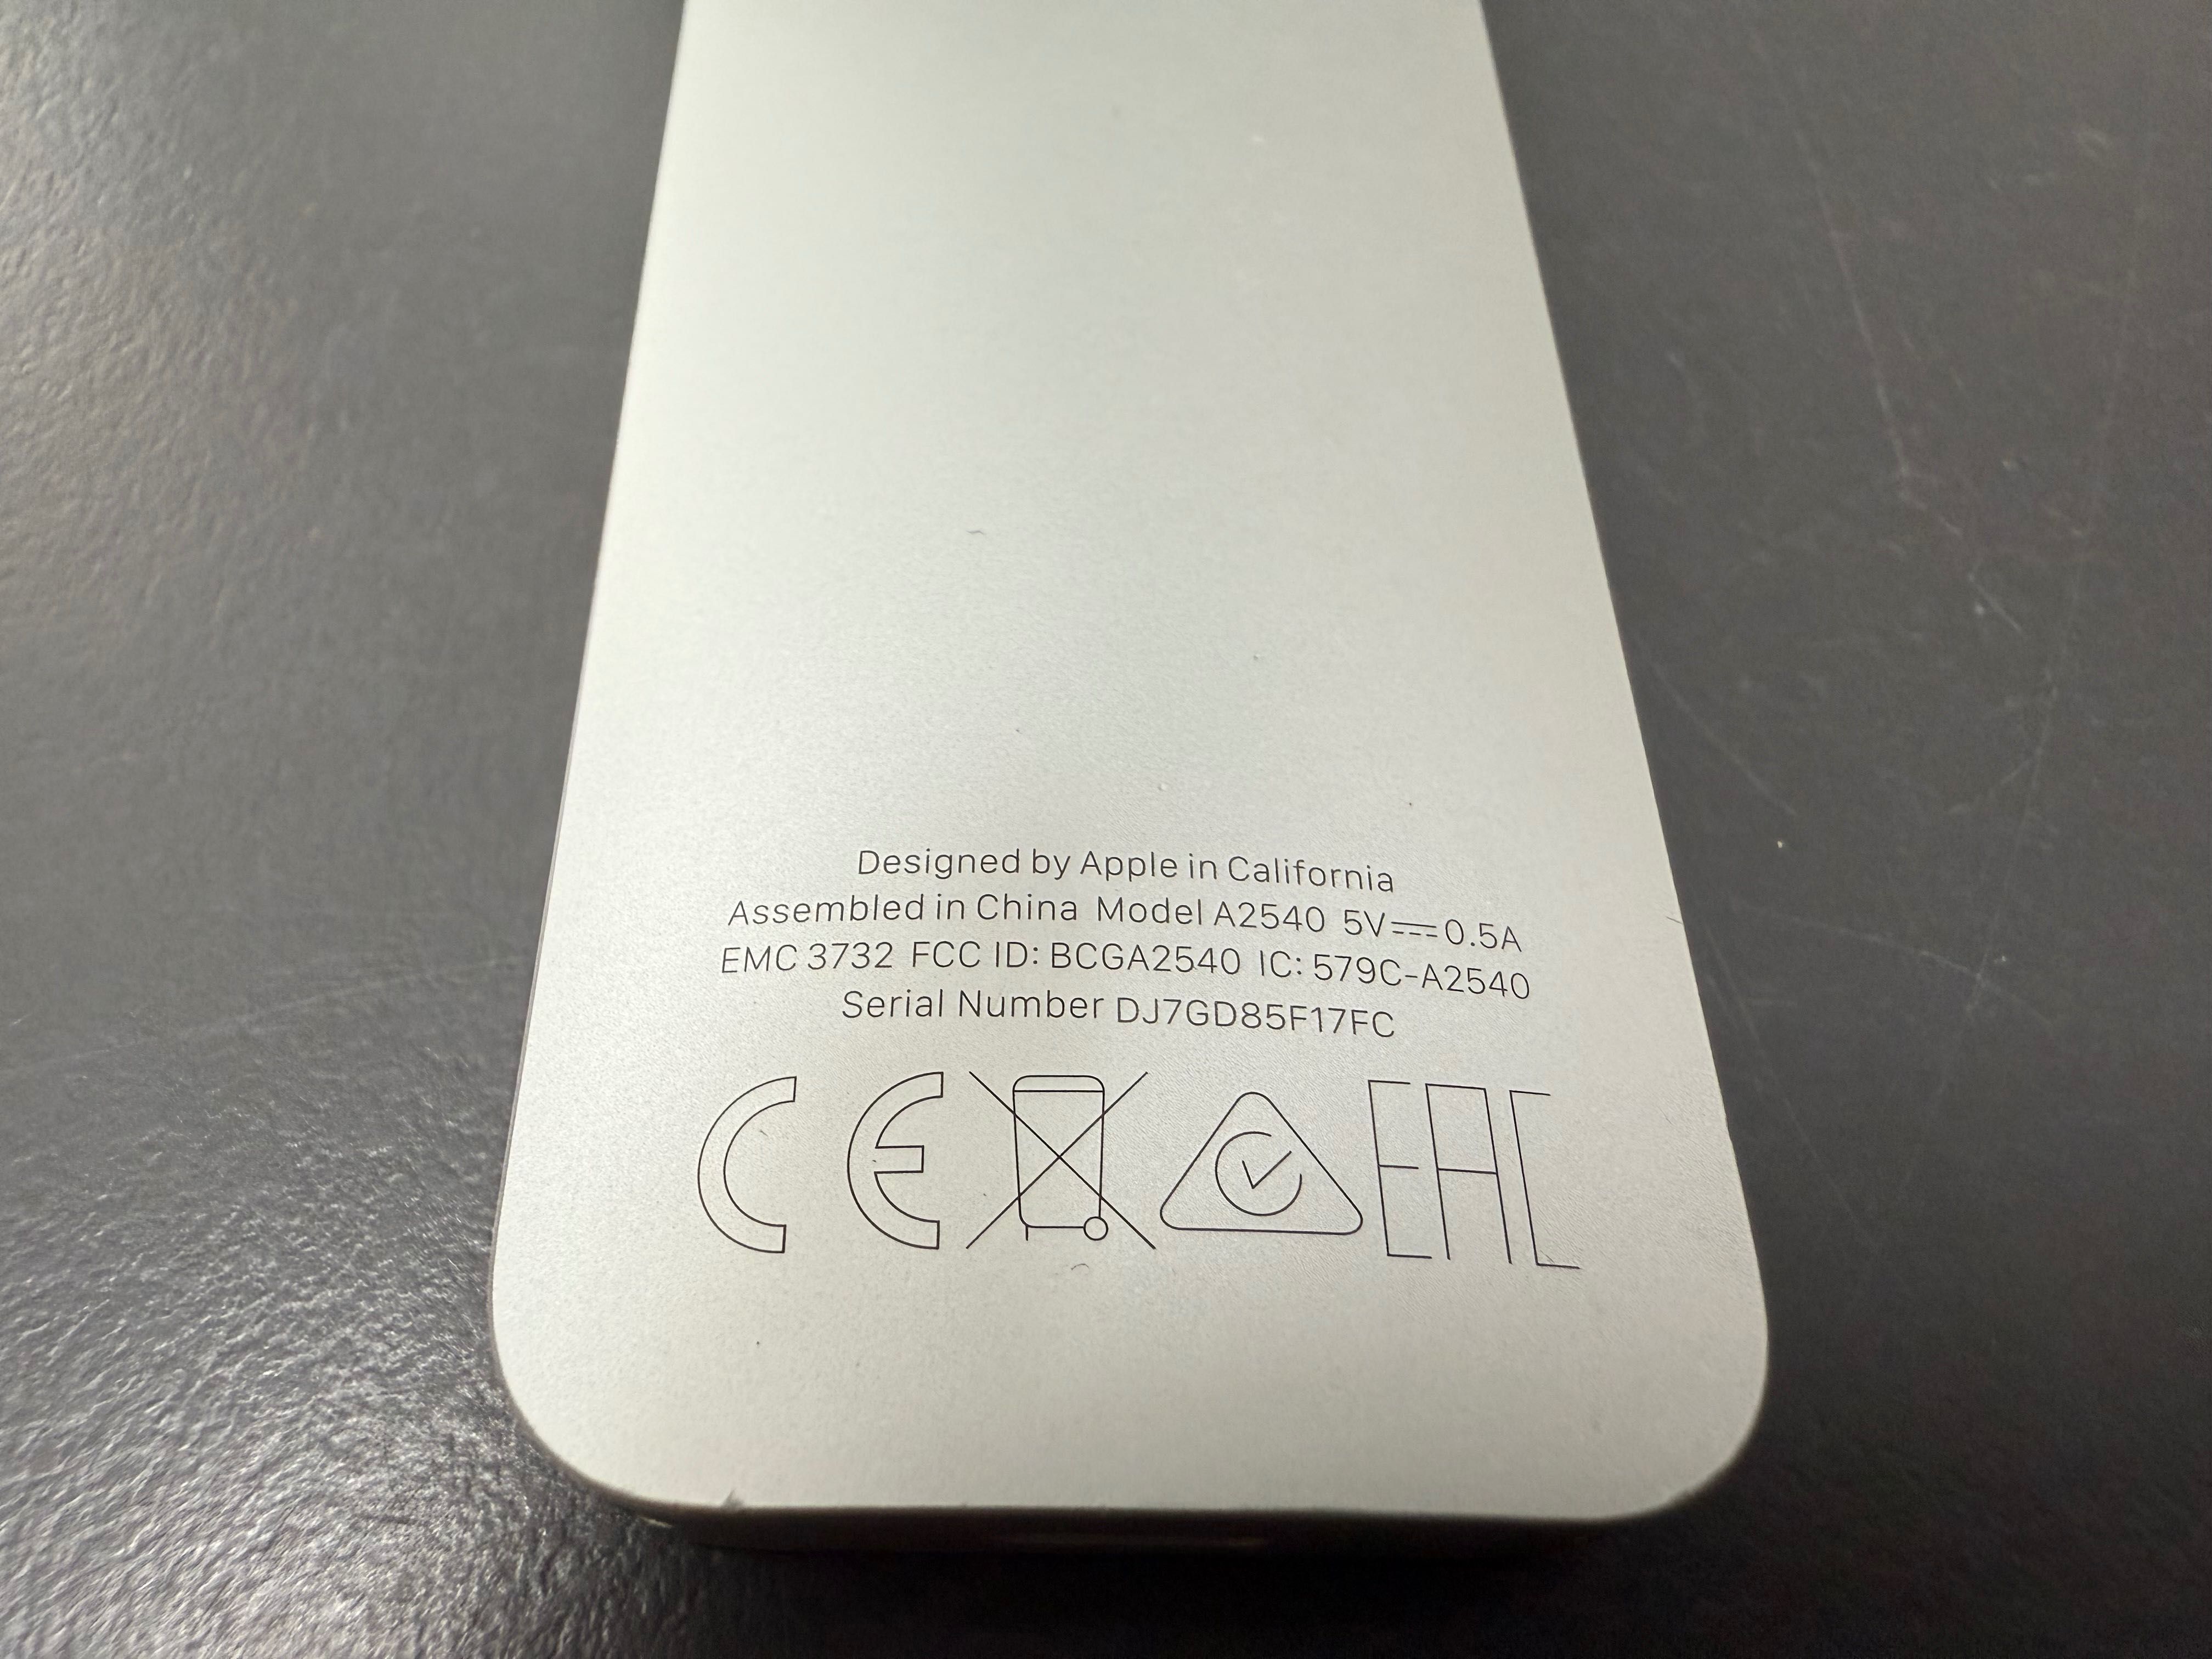 Designed by Apple in California
Assembled in China Model A2540 5V⎓0.5A
EMC 3732 FCC ID: BCGA2540 IC: 579C-A2540
Serial Number DJ7GD85F17FC
CE EAC